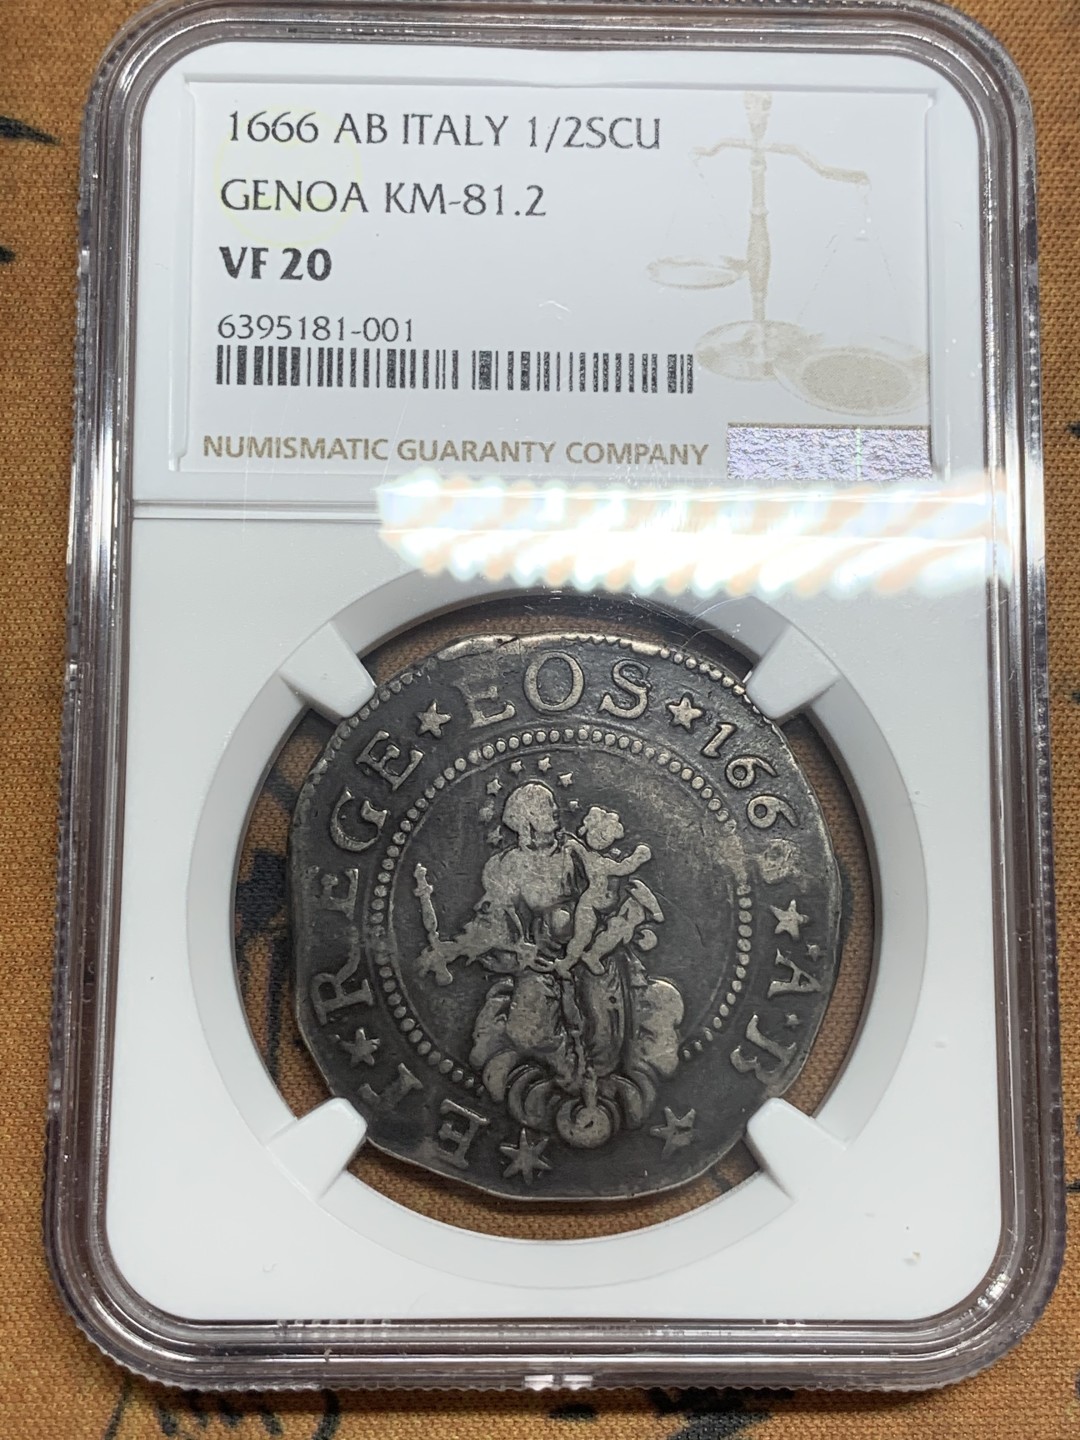 1666 AB ITALY 1/2SCU
GENOA KM-81.2
VF 20
6395181-001
NUMISMATIC GUARANTY COMPANY
ET ★ REGE ★ EOS ★ 1666 ★ A B ★